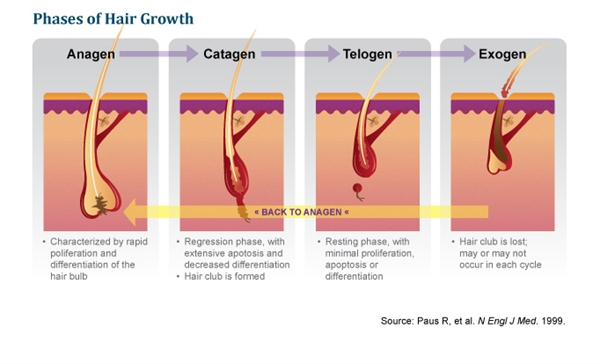 Phases of Hair Growth
Anagen
Catagen
Telogen
Exogen
« BACK TO ANAGEN «
• Characterized by rapid
poliferation and
differentiation of the
hair bulb
• Regression phase, with
extensive apotosis and
decreased differentiation
• Hair club is formed
• Resting phase, with
minimal proliferation,
apoptosis or
differentiation
• Hair club is lost;
may or may not
occur in each cycle
Source: Paus R, et al. N Engl J Med. 1999.